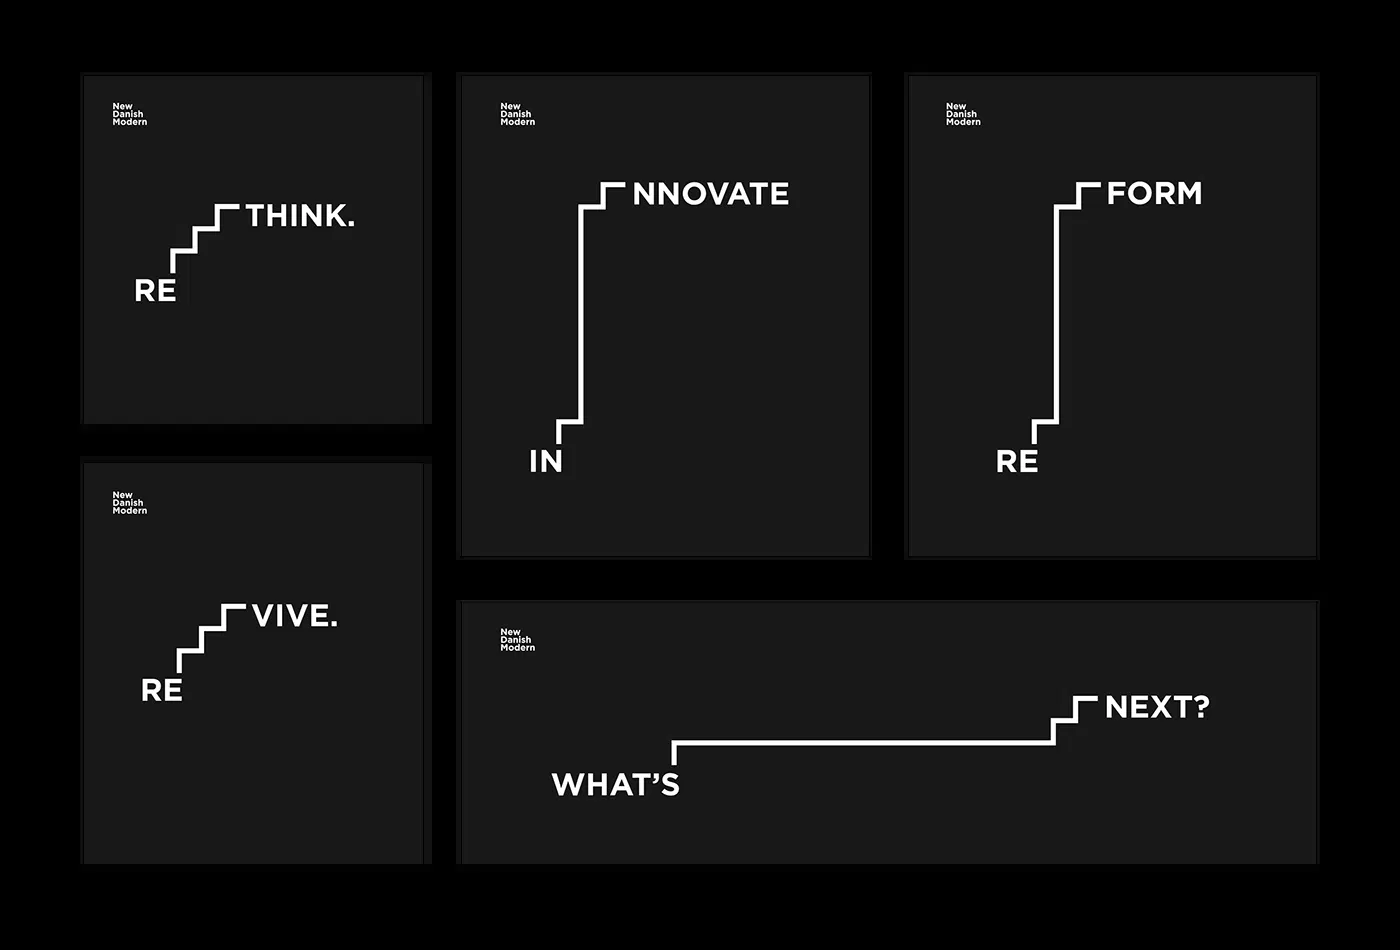 New
Danish
Modern
THINK.
RE
New
Danish
Modern
NNOVATE
IN
New
Danish
Modern
FORM
RE
New
Danish
Modern
VIVE.
RE
New
Danish
Modern
NEXT?
WHAT’S